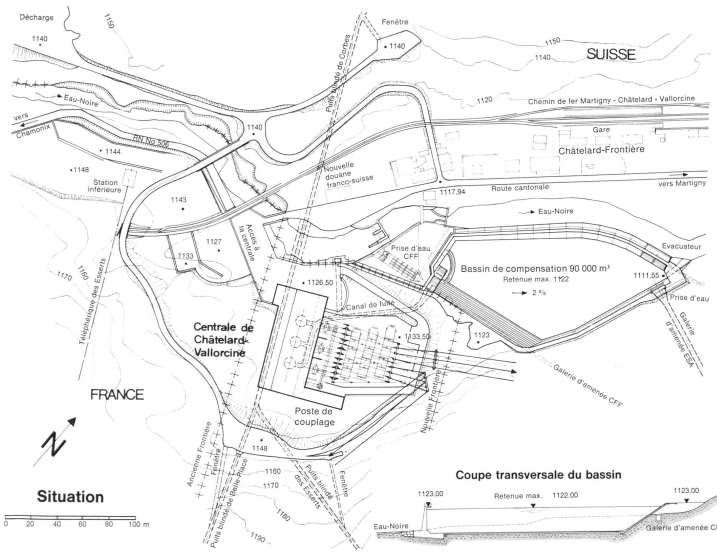 Décharge
1140
1150
Fenêtre
1140
1150
SUISSE
1140
1120
Eau-Noire
vers
Chamonix
RN No 506
1140
Puits blindé de Corbes
Chemin de fer Martigny - Châtelard - Vallorcine
Gare
Châtelard-Frontière
1144
1148
Station
inférieure
Nouvelle
douane
franco-suisse
1117,94
Route cantonale
vers Martigny
1143
Eau-Noire
1170
1160
1127
1133
Accès à
la centrale
Prise d'eau
CFF
Evacuateur
Bassin de compensation 90 000 m³
Retenue max. 1122
2 %
1111,55
Prise d'eau
Téléphérique des Esserts
1126,50
Canal de fuite
Centrale de
Châtelard-
Vallorcine
1133,50
1123
Galerie
d'amenée ESA
Galerie d'amenée CFF
FRANCE
Poste de
couplage
Nouvelle Frontière
N
Ancienne Frontière
Fenêtre
Puits blindé de Belle-Place
1148
1160
1170
1180
1190
Puits blindé
des Esserts
Fenêtre
Situation
0 20 40 60 80 100 m
Coupe transversale du bassin
1123,00
Retenue max. 1122,00
1123,00
Eau-Noire
Galerie d'amenée CF